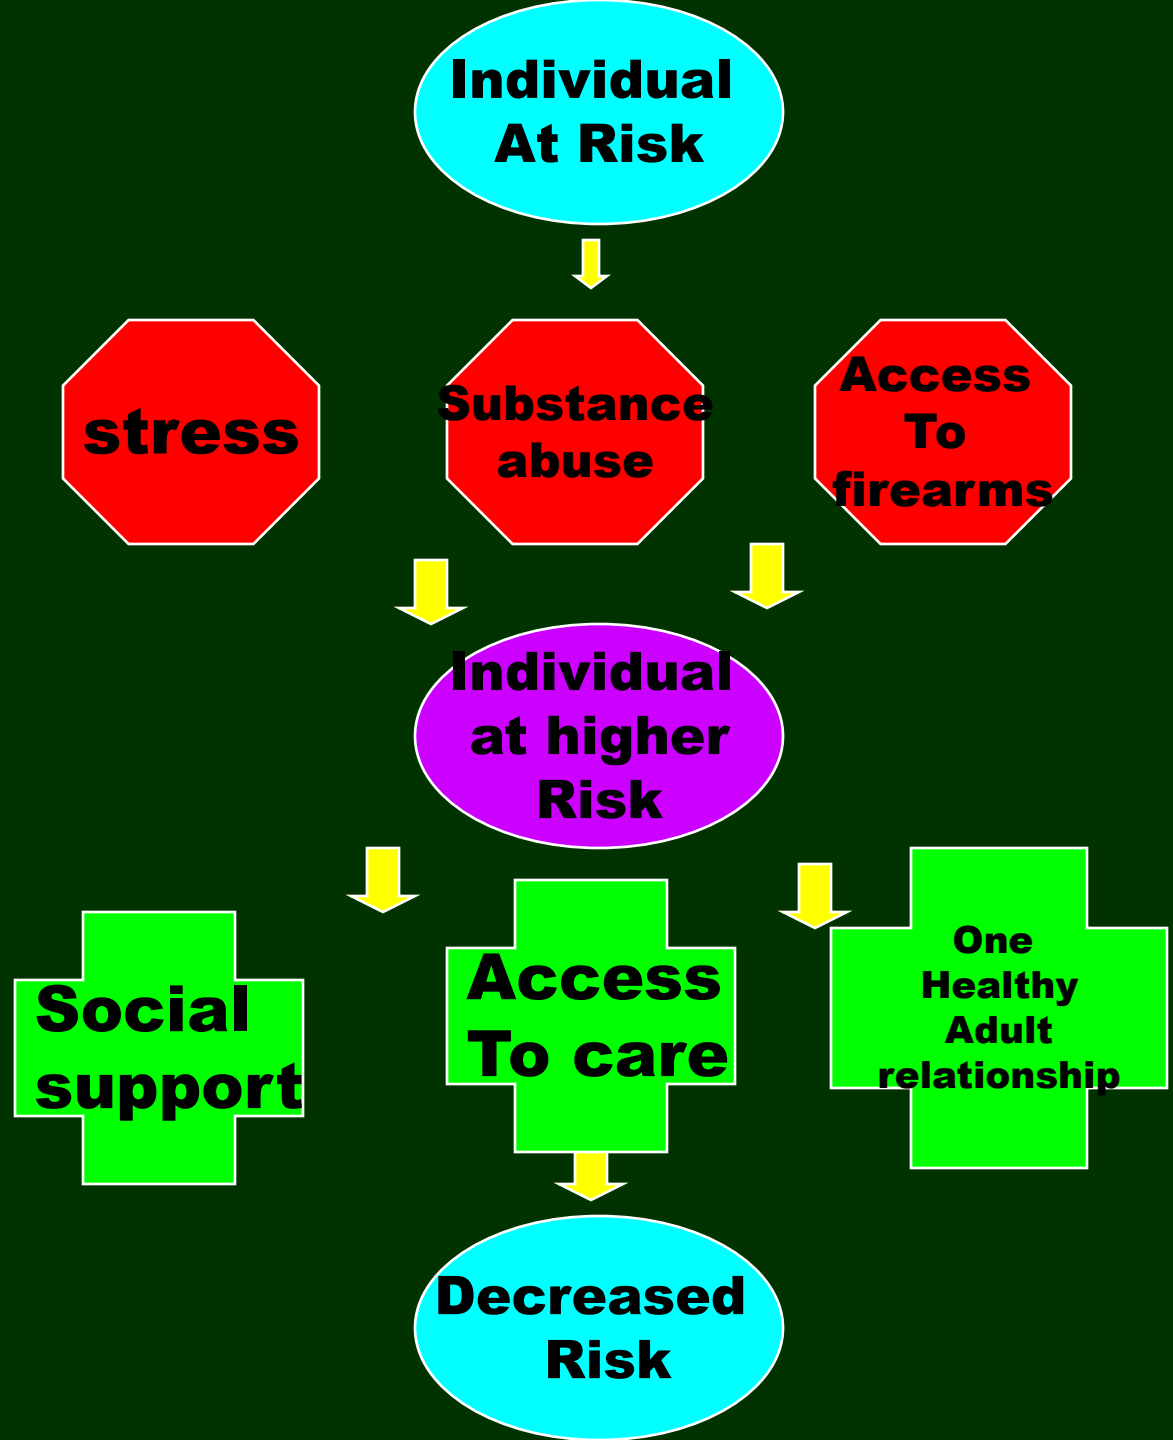 Individual
At Risk
stress
Substance
abuse
Access
To
firearms
Individual
at higher
Risk
Social
support
Access
To care
One
Healthy
Adult
relationship
Decreased
Risk